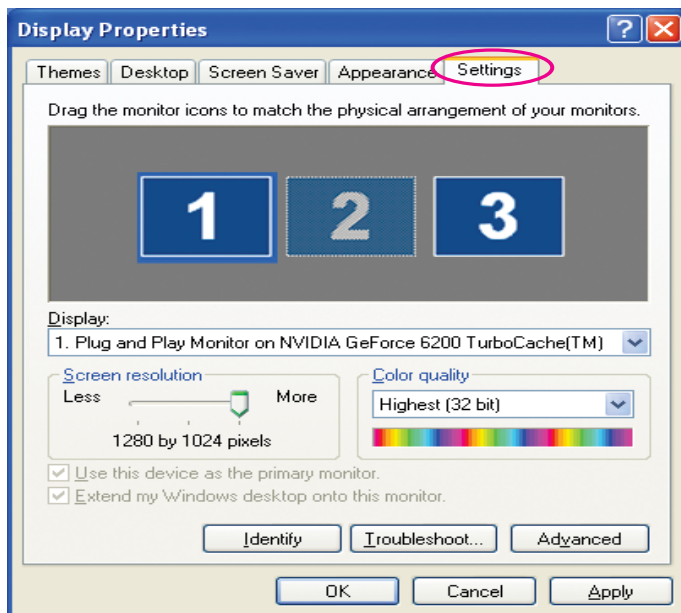 Display Properties
Themes Desktop Screen Saver Appearance Settings
Drag the monitor icons to match the physical arrangement of your monitors.
1 2 3
Display:
1. Plug and Play Monitor on NVIDIA GeForce 6200 TurboCache(TM)
Screen resolution
Less More
1280 by 1024 pixels
Color quality
Highest (32 bit)
Use this device as the primary monitor.
Extend my Windows desktop onto this monitor.
Identify Troubleshoot... Advanced
OK Cancel Apply